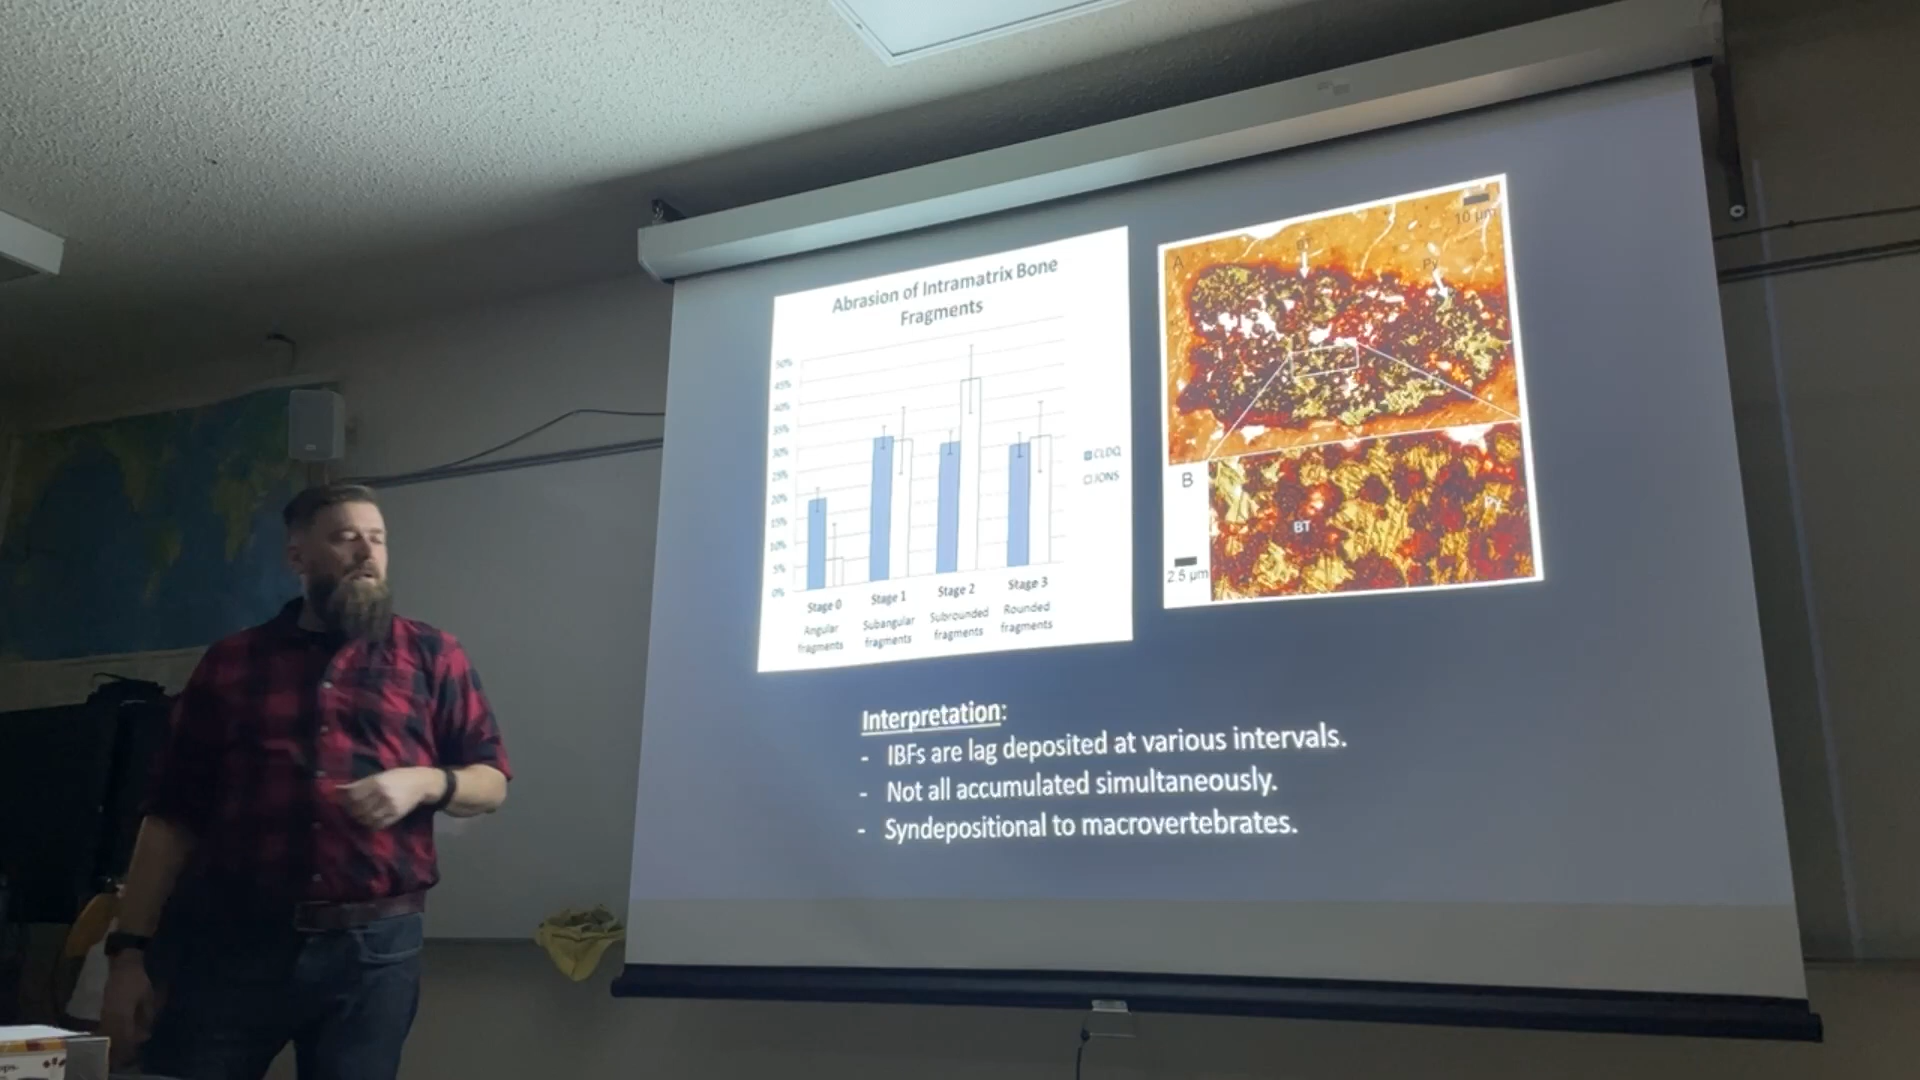 Abrasion of Intramatrix Bone
Fragments
50%
45%
40%
35%
30%
25%
20%
15%
10%
5%
0%
CLDQ
JONS
Stage 0
Angular
fragments
Stage 1
Subangular
fragments
Stage 2
Subrounded
fragments
Stage 3
Rounded
fragments
A
BT
Py
10 µm
B
BT
Py
2.5 µm
Interpretation:
- IBFs are lag deposited at various intervals.
- Not all accumulated simultaneously.
- Syndepositional to macrovertebrates.